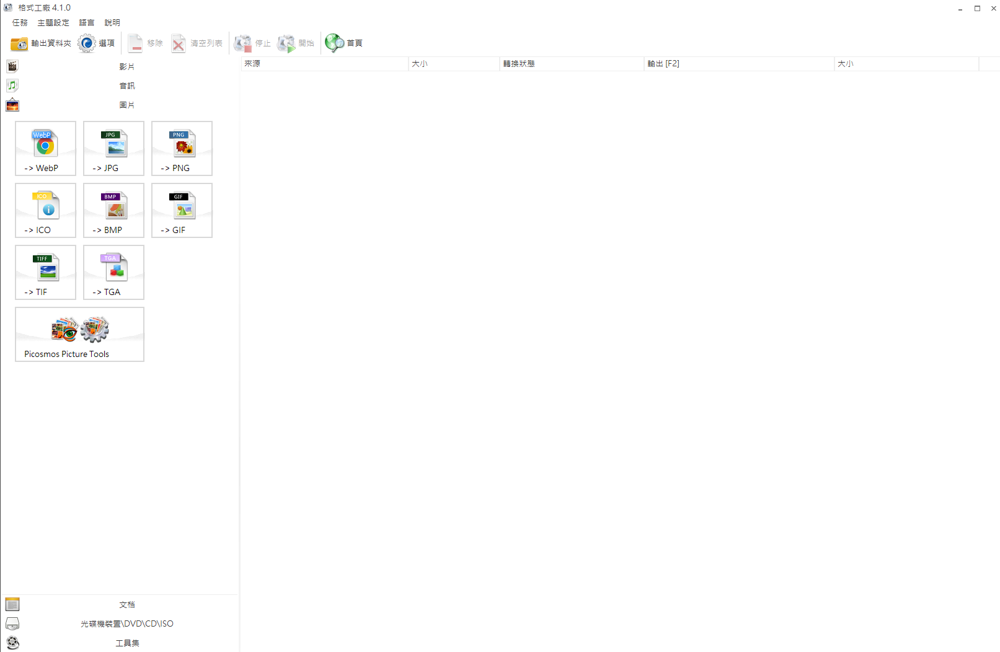 格式工廠 4.1.0
任務 主題設定 語言 說明
輸出資料夾 選項 移除 清空列表 停止 開始 首頁
影片
音訊
圖片
來源 大小 轉換狀態 輸出 [F2] 大小
WebP JPG PNG
-> WebP -> JPG -> PNG
ICO BMP GIF
-> ICO -> BMP -> GIF
TIFF TGA
-> TIF -> TGA
Picosmos Picture Tools
文档
光碟機裝置\DVD\CD\ISO
工具集